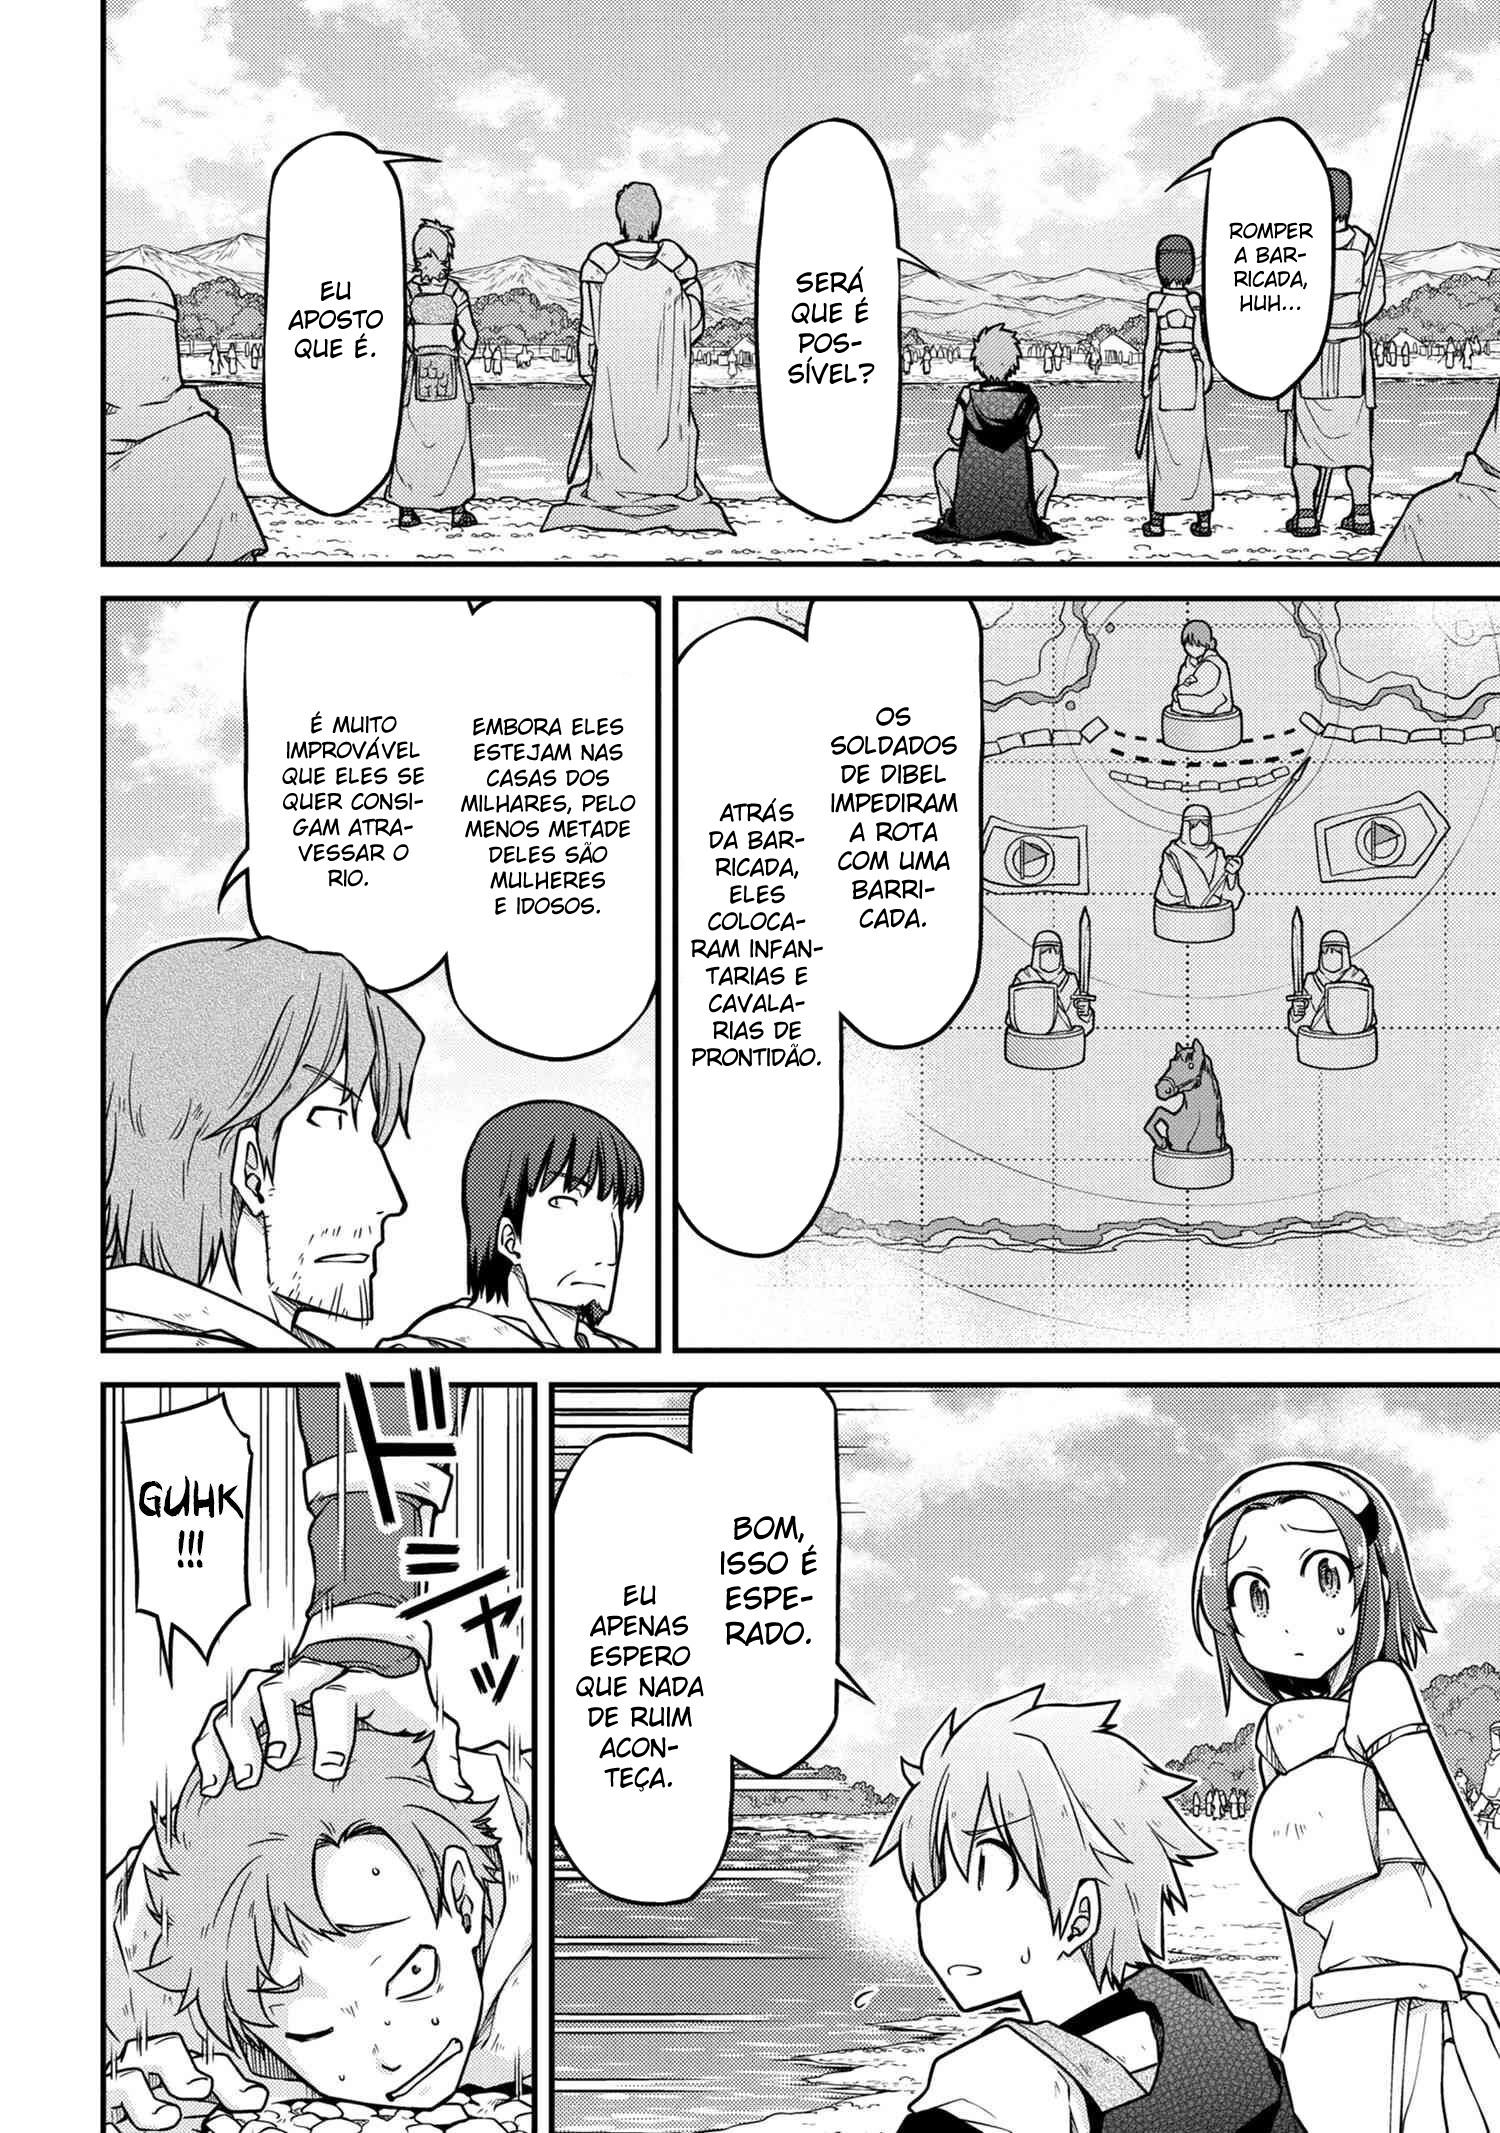 ROMPER
A BAR-
RICADA,
HUH...
SERÁ
QUE É
POS-
SÍVEL?
EU
APOSTO
QUE É.
OS
SOLDADOS
DE DIBEL
IMPEDIRAM
A ROTA
COM UMA
BARRI-
CADA.
ATRÁS
DA BAR-
RICADA,
ELES
COLOCA-
RAM INFAN-
TARIAS E
CAVALA-
RIAS DE
PRONTIDÃO.
EMBORA ELES
ESTEJAM NAS
CASAS DOS
MILHARES, PELO
MENOS METADE
DELES SÃO
MULHERES
E IDOSOS.
É MUITO
IMPROVÁVEL
QUE ELES SE
QUER CONSI-
GAM ATRA-
VESSAR O
RIO.
BOM,
ISSO É
ESPE-
RADO.
EU
APENAS
ESPERO
QUE NADA
DE RUIM
ACON-
TEÇA.
ドニャ
GUHK
!!!